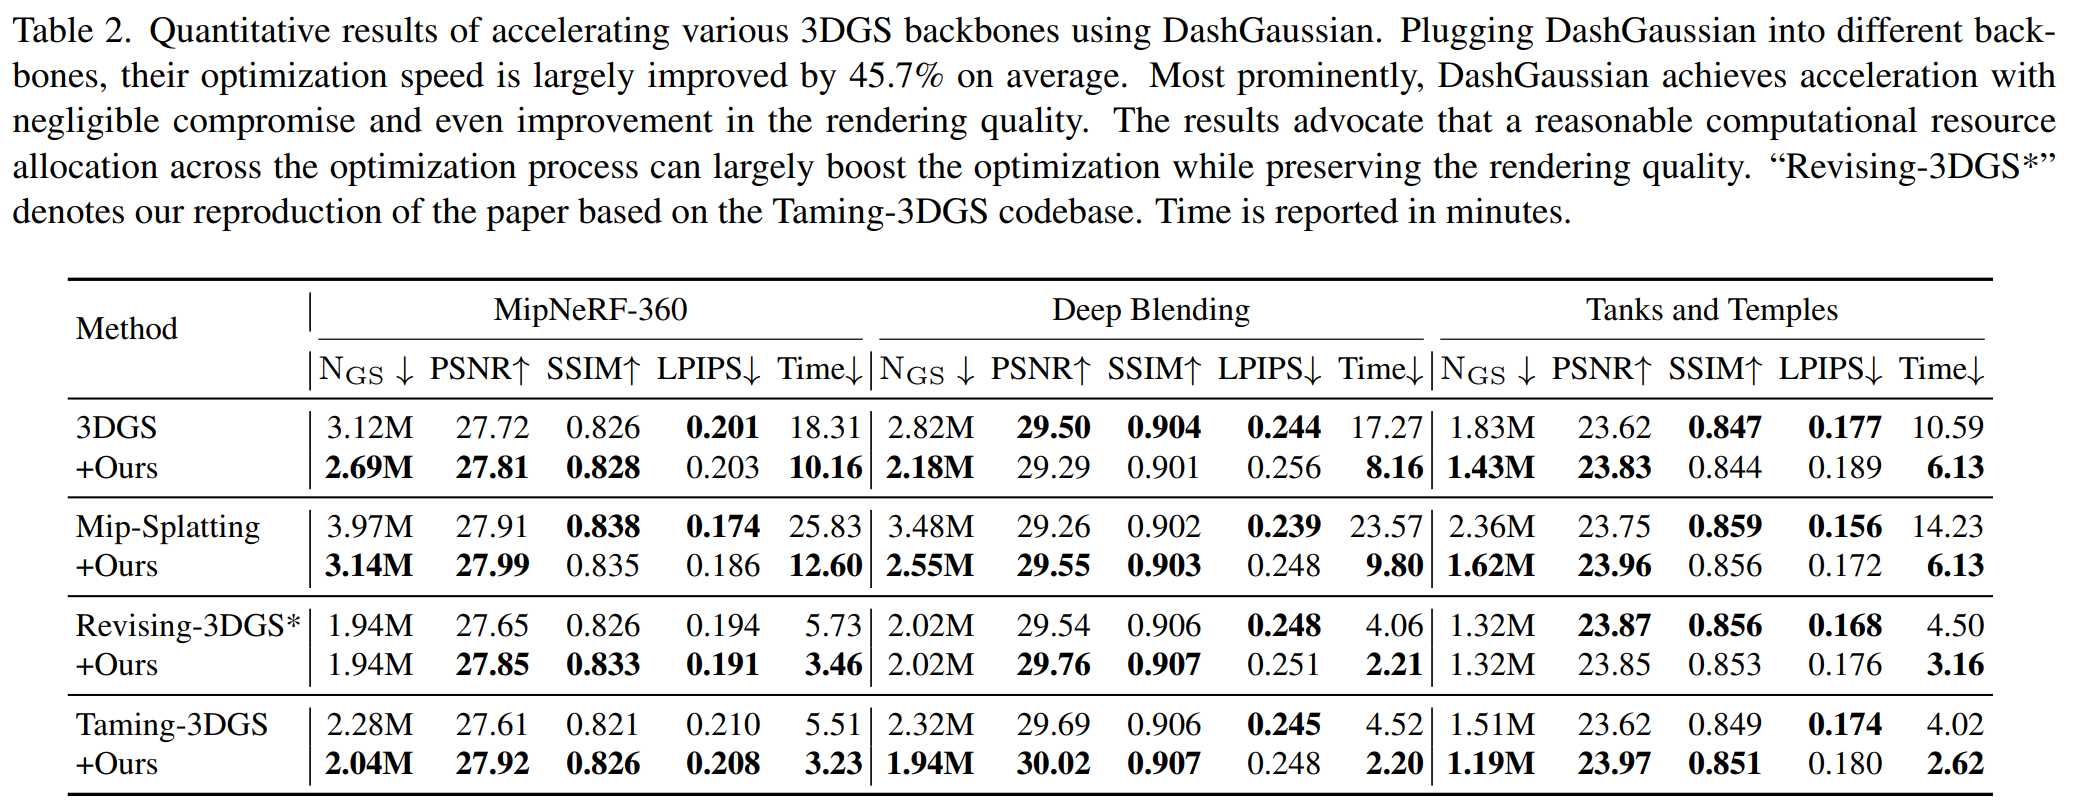 Table 2. Quantitative results of accelerating various 3DGS backbones using DashGaussian. Plugging DashGaussian into different back-
bones, their optimization speed is largely improved by 45.7% on average. Most prominently, DashGaussian achieves acceleration with
negligible compromise and even improvement in the rendering quality. The results advocate that a reasonable computational resource
allocation across the optimization process can largely boost the optimization while preserving the rendering quality. “Revising-3DGS*”
denotes our reproduction of the paper based on the Taming-3DGS codebase. Time is reported in minutes.
Method MipNeRF-360 Deep Blending Tanks and Temples
N_GS ↓ PSNR↑ SSIM↑ LPIPS↓ Time↓ N_GS ↓ PSNR↑ SSIM↑ LPIPS↓ Time↓ N_GS ↓ PSNR↑ SSIM↑ LPIPS↓ Time↓
3DGS 3.12M 27.72 0.826 0.201 18.31 2.82M 29.50 0.904 0.244 17.27 1.83M 23.62 0.847 0.177 10.59
+Ours 2.69M 27.81 0.828 0.203 10.16 2.18M 29.29 0.901 0.256 8.16 1.43M 23.83 0.844 0.189 6.13
Mip-Splatting 3.97M 27.91 0.838 0.174 25.83 3.48M 29.26 0.902 0.239 23.57 2.36M 23.75 0.859 0.156 14.23
+Ours 3.14M 27.99 0.835 0.186 12.60 2.55M 29.55 0.903 0.248 9.80 1.62M 23.96 0.856 0.172 6.13
Revising-3DGS* 1.94M 27.65 0.826 0.194 5.73 2.02M 29.54 0.906 0.248 4.06 1.32M 23.87 0.856 0.168 4.50
+Ours 1.94M 27.85 0.833 0.191 3.46 2.02M 29.76 0.907 0.251 2.21 1.32M 23.85 0.853 0.176 3.16
Taming-3DGS 2.28M 27.61 0.821 0.210 5.51 2.32M 29.69 0.906 0.245 4.52 1.51M 23.62 0.849 0.174 4.02
+Ours 2.04M 27.92 0.826 0.208 3.23 1.94M 30.02 0.907 0.248 2.20 1.19M 23.97 0.851 0.180 2.62